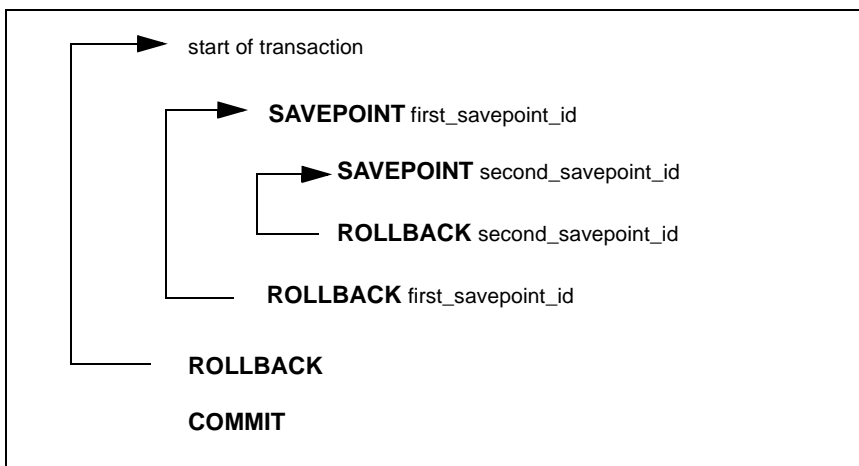 start of transaction
SAVEPOINT first_savepoint_id
SAVEPOINT second_savepoint_id
ROLLBACK second_savepoint_id
ROLLBACK first_savepoint_id
ROLLBACK
COMMIT